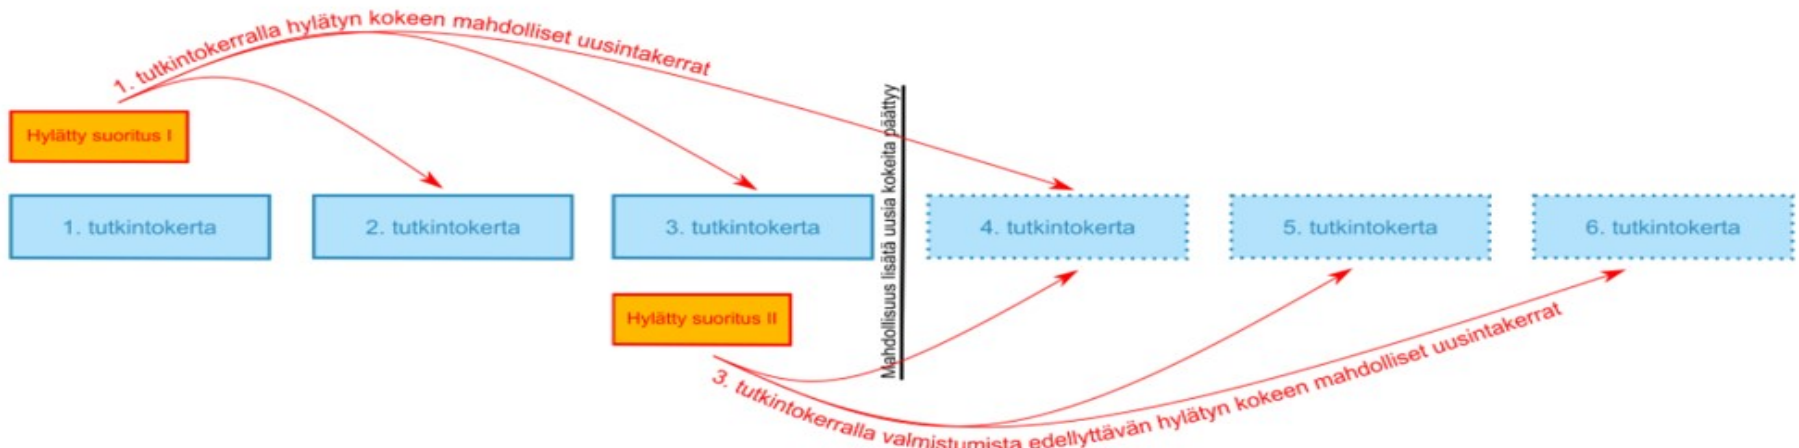 1. tutkintokerralla hylätyn kokeen mahdolliset uusintakerrat
Hylätty suoritus I
Mahdollisuus lisätä uusia kokeita päättyy
1. tutkintokerta
2. tutkintokerta
3. tutkintokerta
4. tutkintokerta
5. tutkintokerta
6. tutkintokerta
Hylätty suoritus II
3. tutkintokerralla valmistumista edellyttävän hylätyn kokeen mahdolliset uusintakerrat